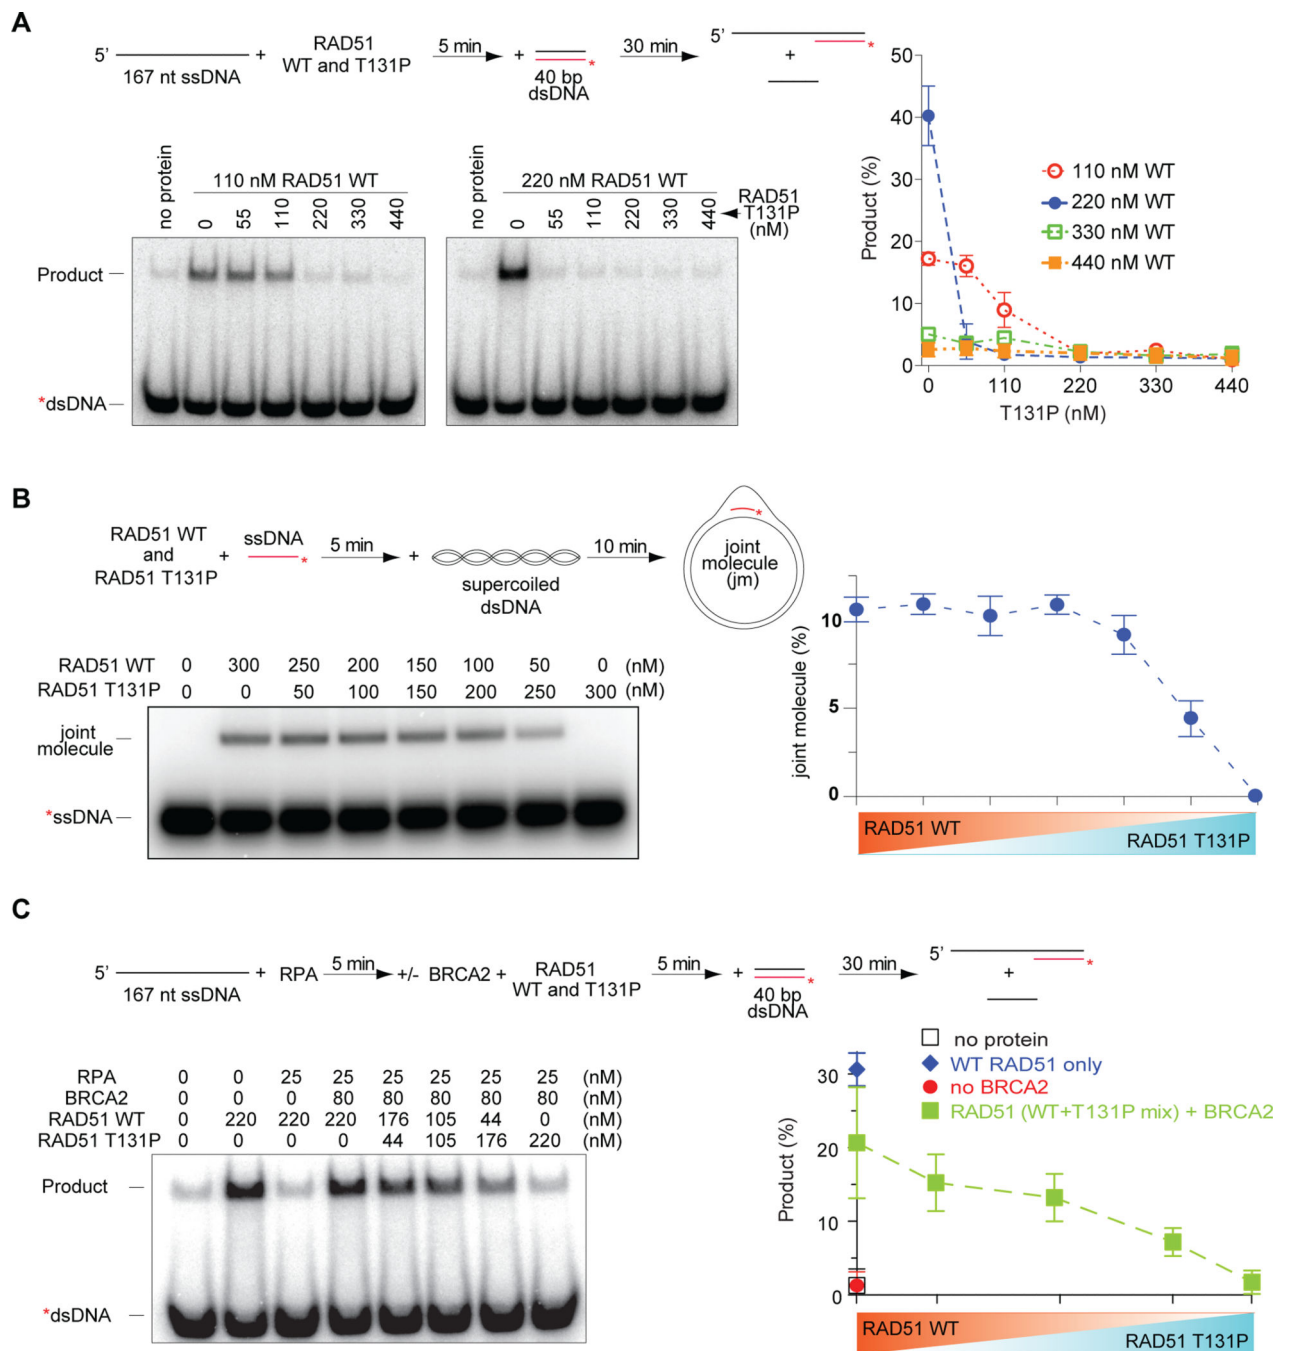 A
5' + RAD51 WT and T131P 5 min + 40 bp dsDNA * 30 min 5' + *
167 nt ssDNA
no protein
110 nM RAD51 WT
0 55 110 220 330 440
no protein
220 nM RAD51 WT
0 55 110 220 330 440
RAD51 T131P (nM)
Product
*dsDNA
Product (%)
50
40
30
20
10
0
0 110 220 330 440
T131P (nM)
110 nM WT
220 nM WT
330 nM WT
440 nM WT
B
RAD51 WT and RAD51 T131P + ssDNA * 5 min + supercoiled dsDNA 10 min * joint molecule (jm)
RAD51 WT 0 300 250 200 150 100 50 0 (nM)
RAD51 T131P 0 0 50 100 150 200 250 300 (nM)
joint molecule
*ssDNA
joint molecule (%)
10
5
0
RAD51 WT
RAD51 T131P
C
5' + RPA 5 min +/- BRCA2 + RAD51 WT and T131P 5 min + 40 bp dsDNA * 30 min 5' + *
167 nt ssDNA
RPA 0 0 25 25 25 25 25 25 (nM)
BRCA2 0 0 0 80 80 80 80 80 (nM)
RAD51 WT 0 220 220 220 176 105 44 0 (nM)
RAD51 T131P 0 0 0 0 44 105 176 220 (nM)
Product
*dsDNA
no protein
WT RAD51 only
no BRCA2
RAD51 (WT+T131P mix) + BRCA2
Product (%)
30
20
10
0
RAD51 WT
RAD51 T131P